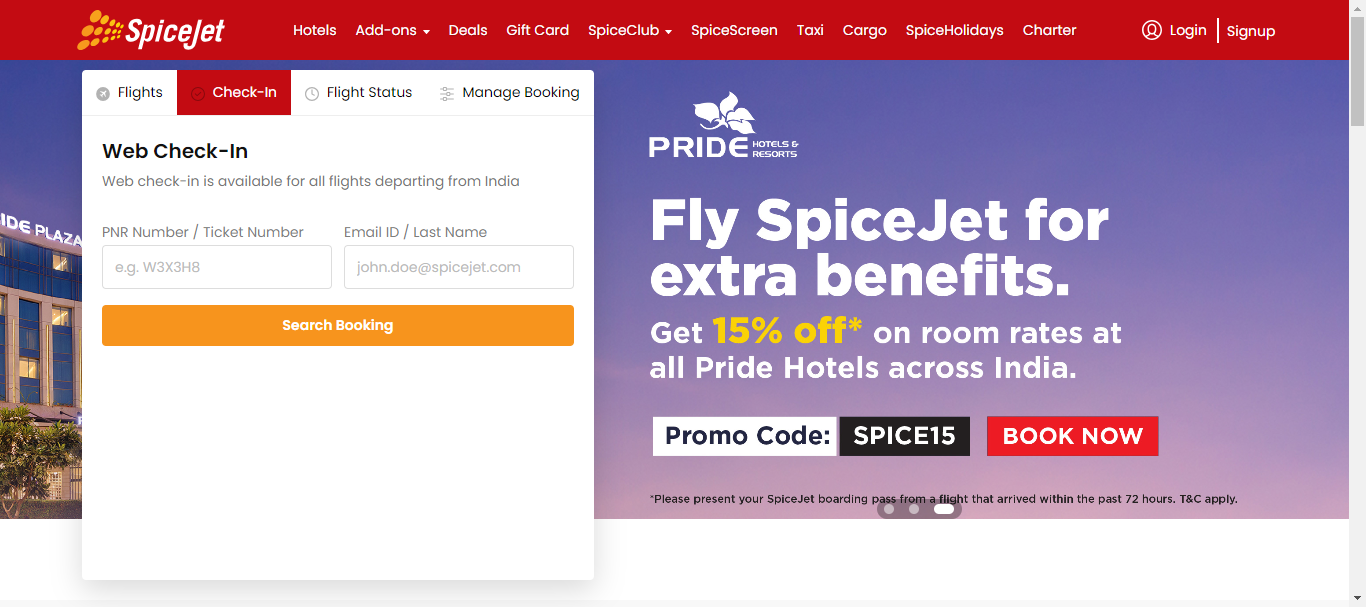 SpiceJet Hotels Add-ons Deals Gift Card SpiceClub SpiceScreen Taxi Cargo SpiceHolidays Charter Login Signup
Flights Check-In Flight Status Manage Booking
Web Check-In
Web check-in is available for all flights departing from India
PNR Number / Ticket Number Email ID / Last Name
e.g. W3X3H8 john.doe@spicejet.com
Search Booking
IDE PLAZA
PRIDE HOTELS & RESORTS
Fly SpiceJet for
extra benefits.
Get 15% off* on room rates at
all Pride Hotels across India.
Promo Code: SPICE15 BOOK NOW
*Please present your SpiceJet boarding pass from a flight that arrived within the past 72 hours. T&C apply.